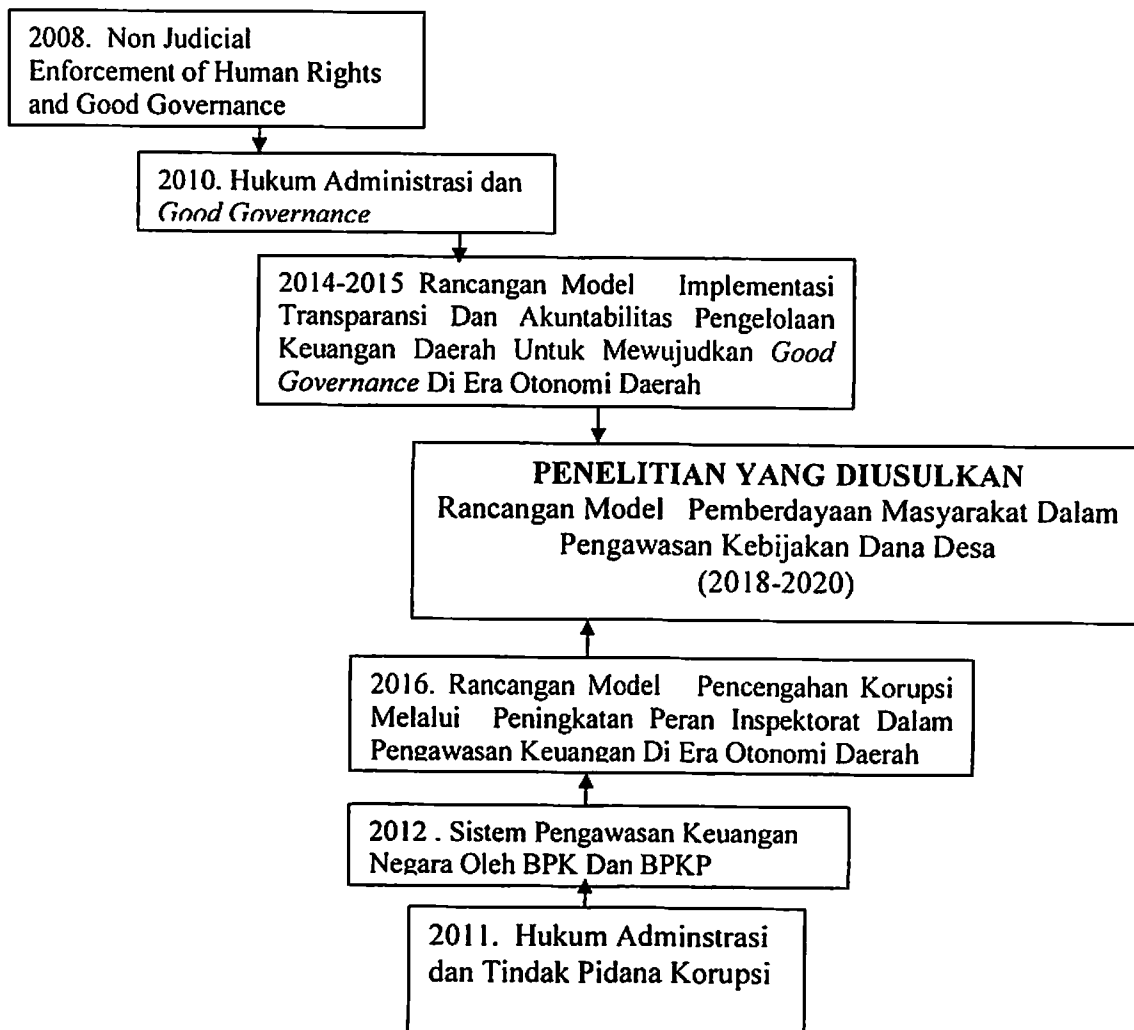 2008. Non Judicial
Enforcement of Human Rights
and Good Governance
2010. Hukum Administrasi dan
Good Governance
2014-2015 Rancangan Model Implementasi
Transparansi Dan Akuntabilitas Pengelolaan
Keuangan Daerah Untuk Mewujudkan Good
Governance Di Era Otonomi Daerah
PENELITIAN YANG DIUSULKAN
Rancangan Model Pemberdayaan Masyarakat Dalam
Pengawasan Kebijakan Dana Desa
(2018-2020)
2016. Rancangan Model Pencengahan Korupsi
Melalui Peningkatan Peran Inspektorat Dalam
Pengawasan Keuangan Di Era Otonomi Daerah
2012 . Sistem Pengawasan Keuangan
Negara Oleh BPK Dan BPKP
2011. Hukum Adminstrasi
dan Tindak Pidana Korupsi